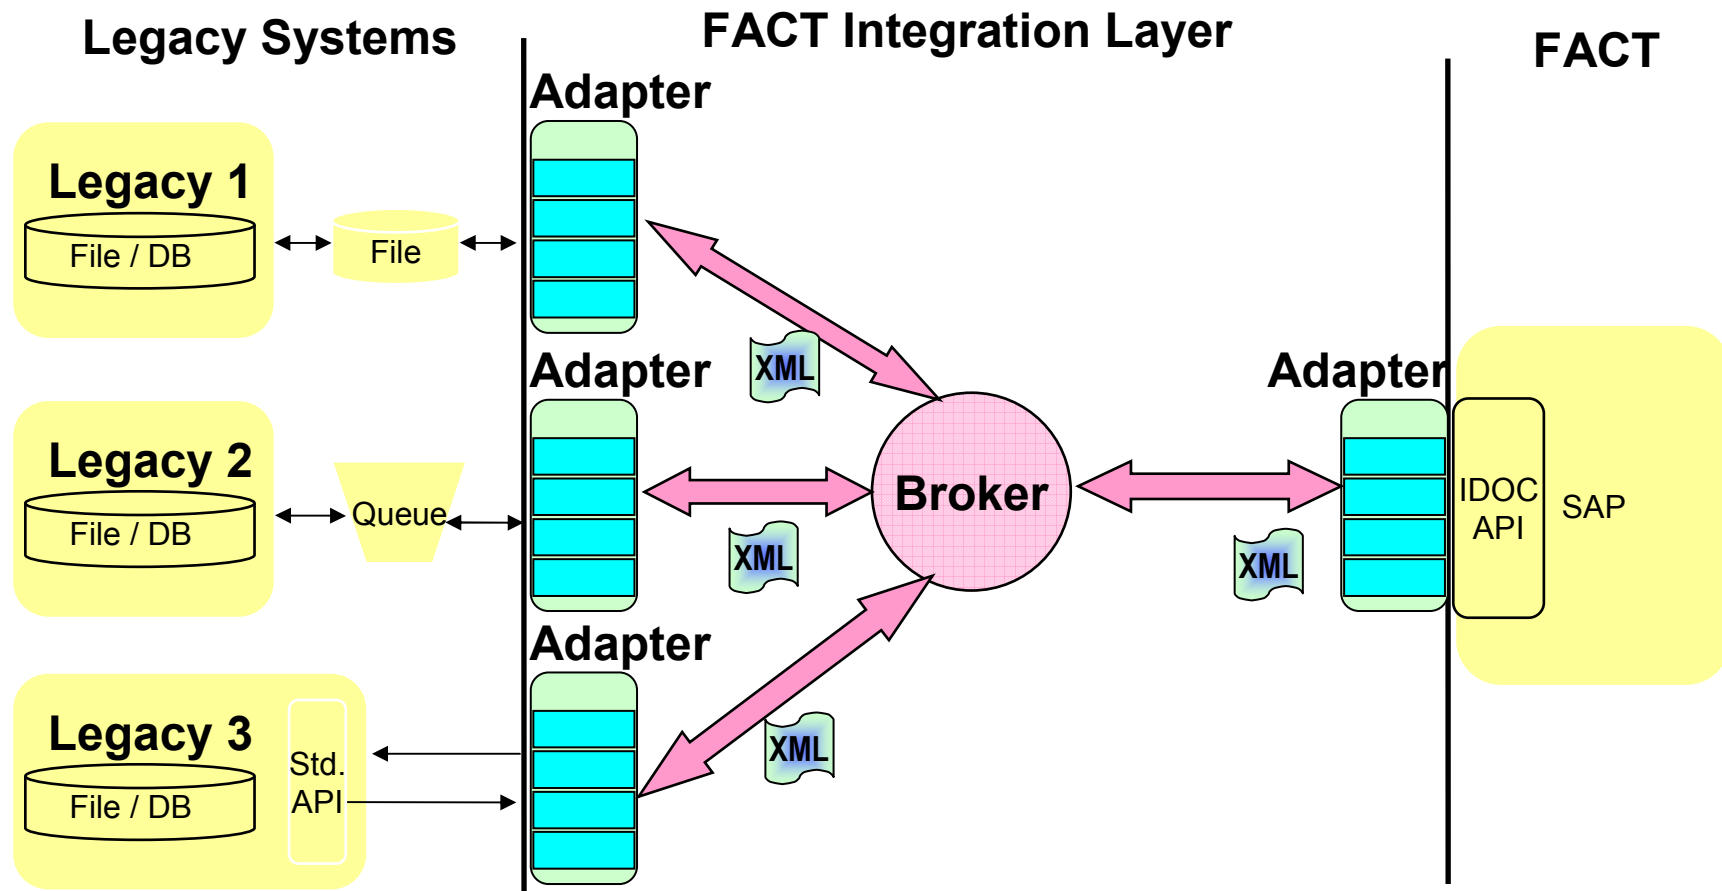 Legacy Systems
FACT Integration Layer
FACT
Adapter
Legacy 1
File / DB
File
XML
Adapter
Adapter
Legacy 2
File / DB
Queue
Broker
XML
XML
IDOC
API
SAP
Adapter
Legacy 3
File / DB
Std.
API
XML